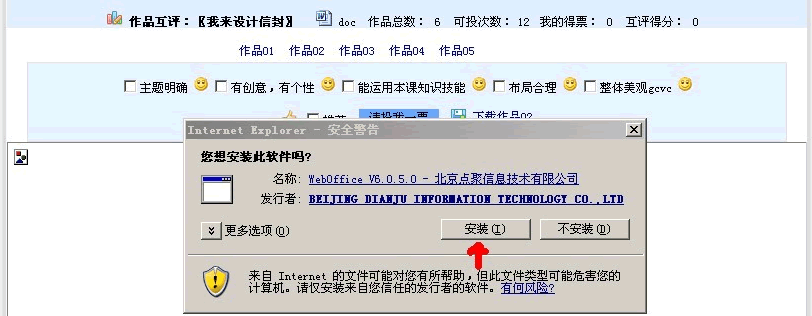 作品互评:〖我来设计信封〗 doc 作品总数: 6 可投次数: 12 我的得票: 0 互评得分: 0
作品01 作品02 作品03 作品04 作品05
主题明确 有创意,有个性 能运用本课知识技能 布局合理 整体美观gcvc
推荐 请投我一票 下载作品02
Internet Explorer - 安全警告
您想安装此软件吗?
名称: WebOffice V6.0.5.0 - 北京点聚信息技术有限公司
发行者: BEIJING DIANJU INFORMATION TECHNOLOGY CO.,LTD
更多选项(O) 安装(I) 不安装(D)
来自 Internet 的文件可能对您有所帮助,但此文件类型可能危害您的
计算机。请仅安装来自您信任的发行者的软件。有何风险?